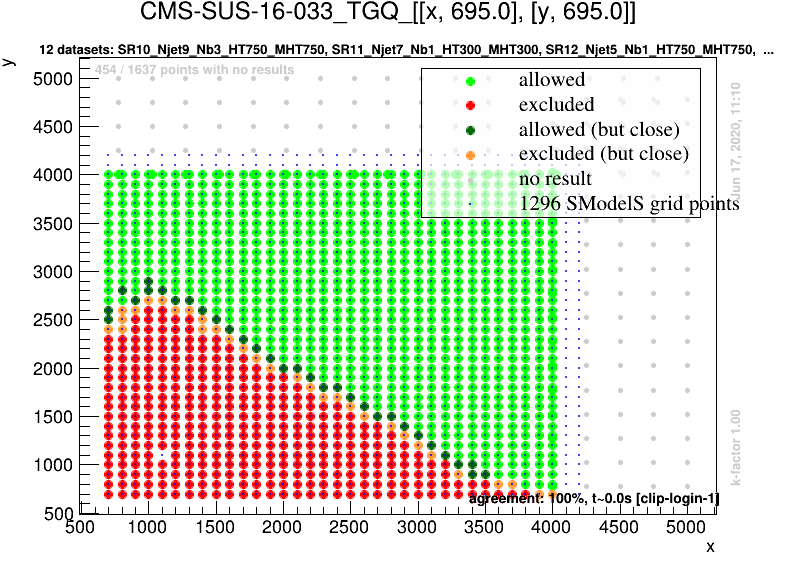 CMS-SUS-16-033_TGQ_[[x, 695.0], [y, 695.0]]
12 datasets: SR10_Njet9_Nb3_HT750_MHT750, SR11_Njet7_Nb1_HT300_MHT300, SR12_Njet5_Nb1_HT750_MHT750, ...
y
454 / 1637 points with no results
allowed
excluded
allowed (but close)
excluded (but close)
no result
1296 SModelS grid points
Jun 17, 2020, 11:10
k-factor 1.00
5000
4500
4000
3500
3000
2500
2000
1500
1000
500
agreement: 100%, t~0.0s [clip-login-1]
500 1000 1500 2000 2500 3000 3500 4000 4500 5000
x